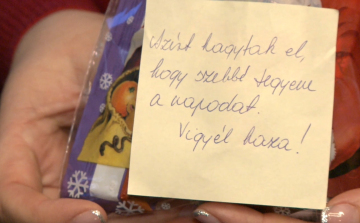 Azért hagytak el,
hogy szebbé tegyem
a napodat.
Vigyél haza!